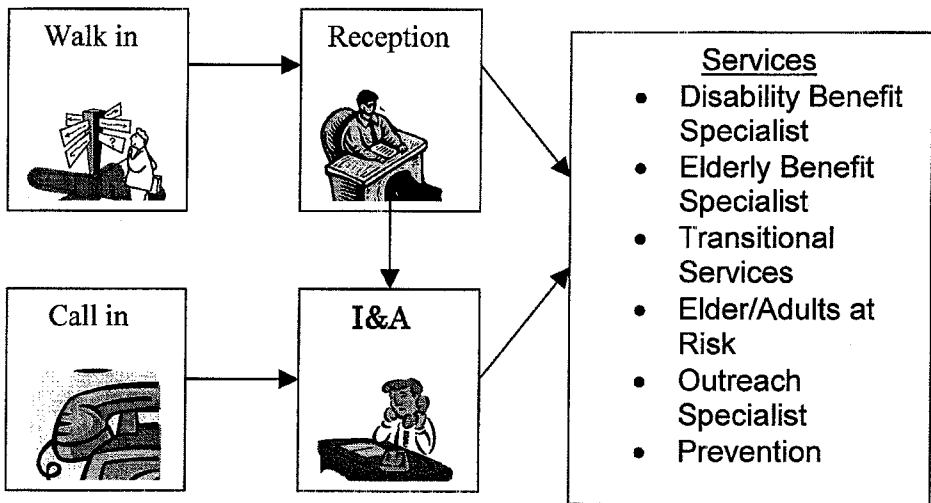 Walk in
Reception
Call in
I&A
Services
• Disability Benefit
Specialist
• Elderly Benefit
Specialist
• Transitional
Services
• Elder/Adults at
Risk
• Outreach
Specialist
• Prevention